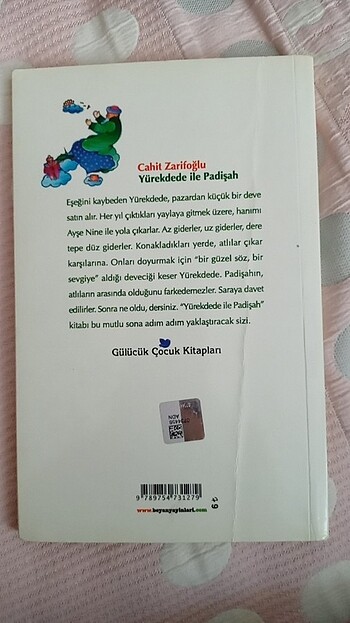 Cahit Zarifoğlu
Yürekdede ile Padişah
Eşeğini kaybeden Yürekdede, pazardan küçük bir deve
satın alır. Her yıl çıktıkları yaylaya gitmek üzere, hanımı
Ayşe Nine ile yola çıkarlar. Az giderler, uz giderler, dere
tepe düz giderler. Konakladıkları yerde, atlılar çıkar
karşılarına. Onları doyurmak için "bir güzel söz, bir
sevgiye" aldığı deveciği keser Yürekdede. Padişahın,
atlıların arasında olduğunu farkedemezler. Saraya davet
edilirler. Sonra ne oldu, dersiniz. "Yürekdede ile Padişah"
kitabı bu mutlu sona adım adım yaklaştıracak sizi.
Gülücük Çocuk Kitapları
9 789754 731279
www.beyanyayinlari.com